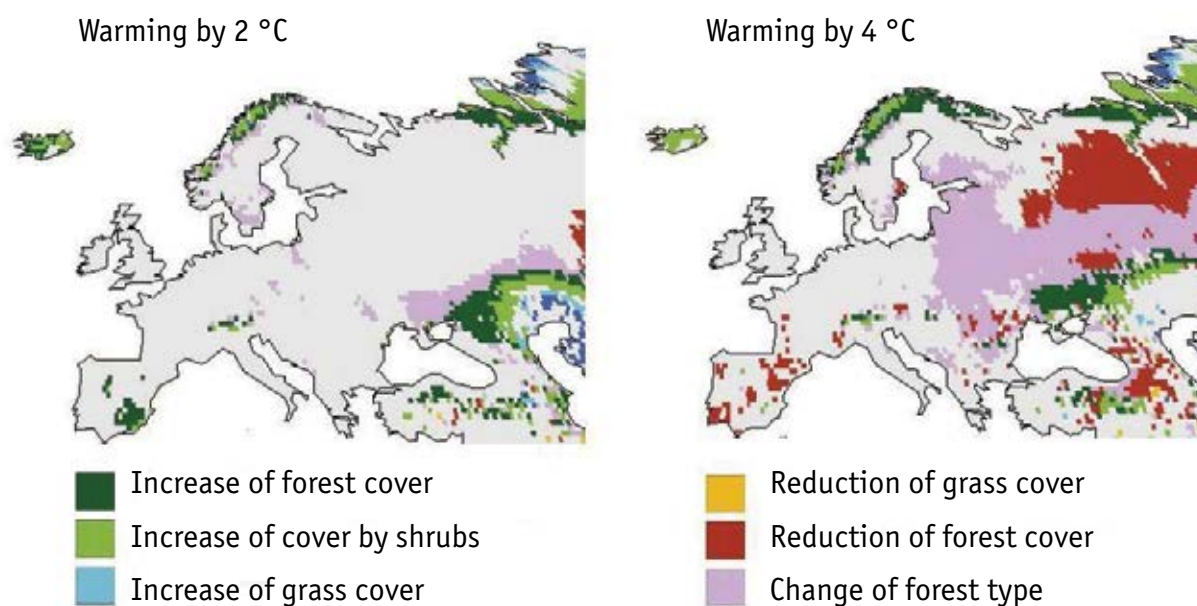 Warming by 2 °C
Warming by 4 °C
Increase of forest cover
Increase of cover by shrubs
Increase of grass cover
Reduction of grass cover
Reduction of forest cover
Change of forest type